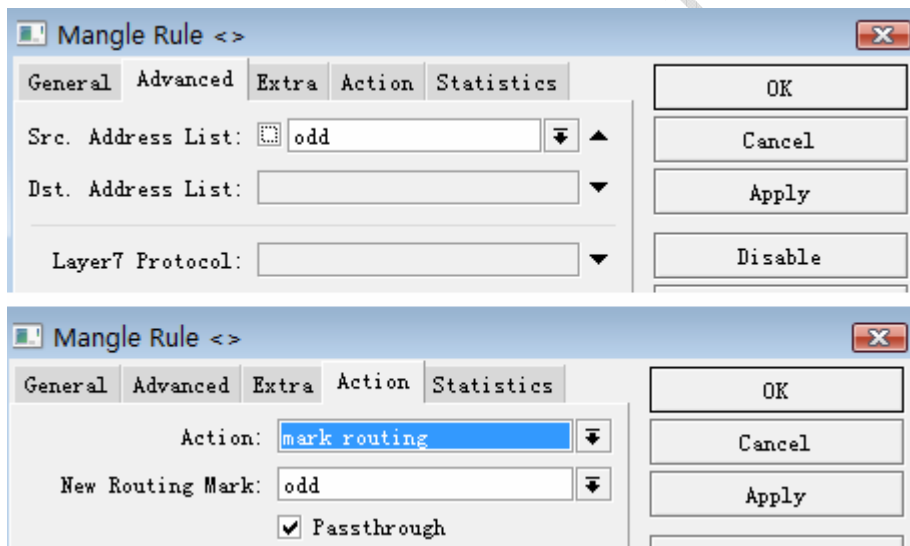 Mangle Rule <>
General Advanced Extra Action Statistics
OK
Src. Address List: odd
Cancel
Dst. Address List:
Apply
Layer7 Protocol:
Disable
Mangle Rule <>
General Advanced Extra Action Statistics
OK
Action: mark routing
Cancel
New Routing Mark: odd
Apply
Passthrough